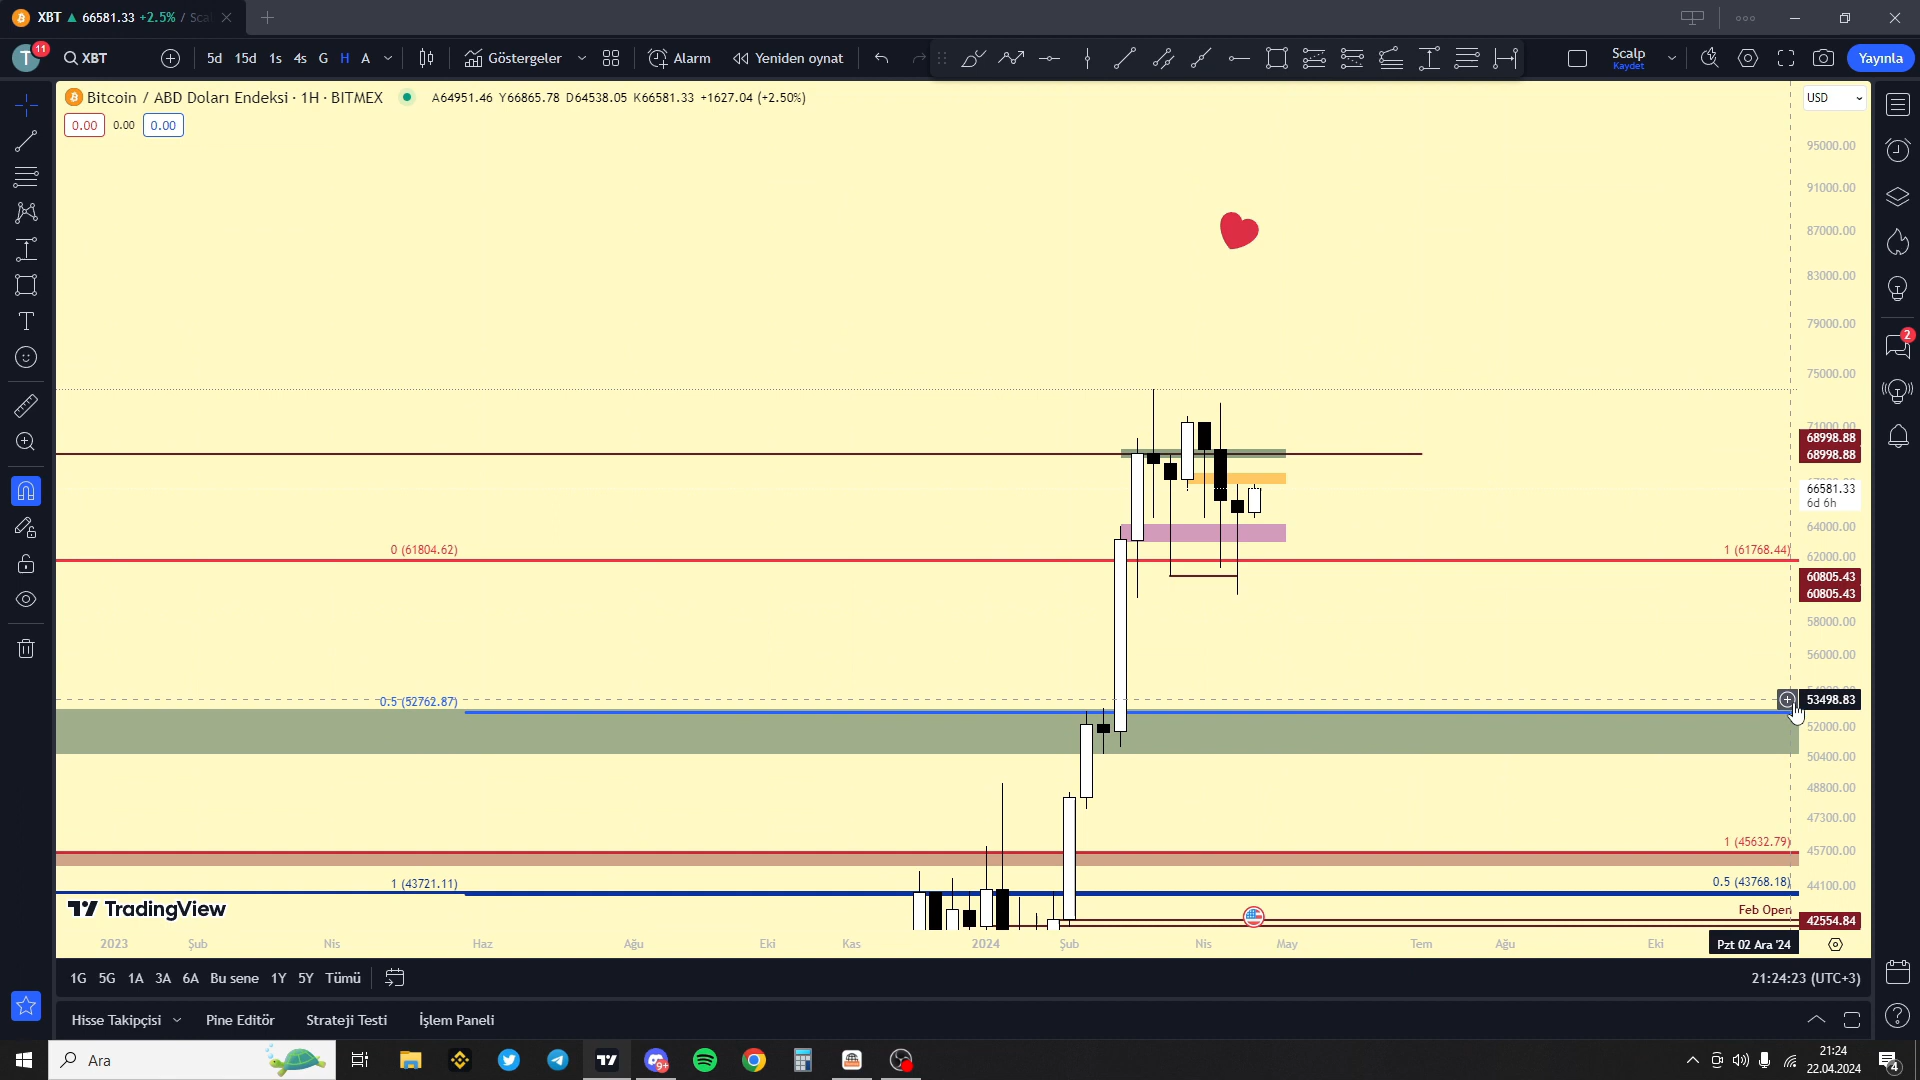 XBT ▲ 66581.33 +2.5% / Sca
T 11 XBT 5d 15d 1s 4s G H A Göstergeler Alarm Yeniden oynat Scalp Yayınla
Kaydet
Bitcoin / ABD Doları Endeksi · 1H · BITMEX A64951.46 Y66865.78 D64538.05 K66581.33 +1627.04 (+2.50%) USD
0.00 0.00 0.00
95000.00
91000.00
87000.00
83000.00
79000.00
2
75000.00
71000.00
68998.88
68998.88
66581.33
6d 6h
64000.00
0 (61804.62) 1 (61768.44) 62000.00
60805.43
60805.43
58000.00
56000.00
0.5 (52762.87) 53498.83
52000.00
50400.00
48800.00
47300.00
1 (45632.79) 45700.00
1 (43721.11) 0.5 (43768.18) 44100.00
TradingView Feb Open
42554.84
2023 Şub Nis Haz Ağu Eki Kas 2024 Şub Nis May Tem Ağu Eki Pzt 02 Ara '24
1G 5G 1A 3A 6A Bu sene 1Y 5Y Tümü 21:24:23 (UTC+3)
Hisse Takipçisi Pine Editör Strateji Testi İşlem Paneli
Ara 9+ 21:24
22.04.2024 4